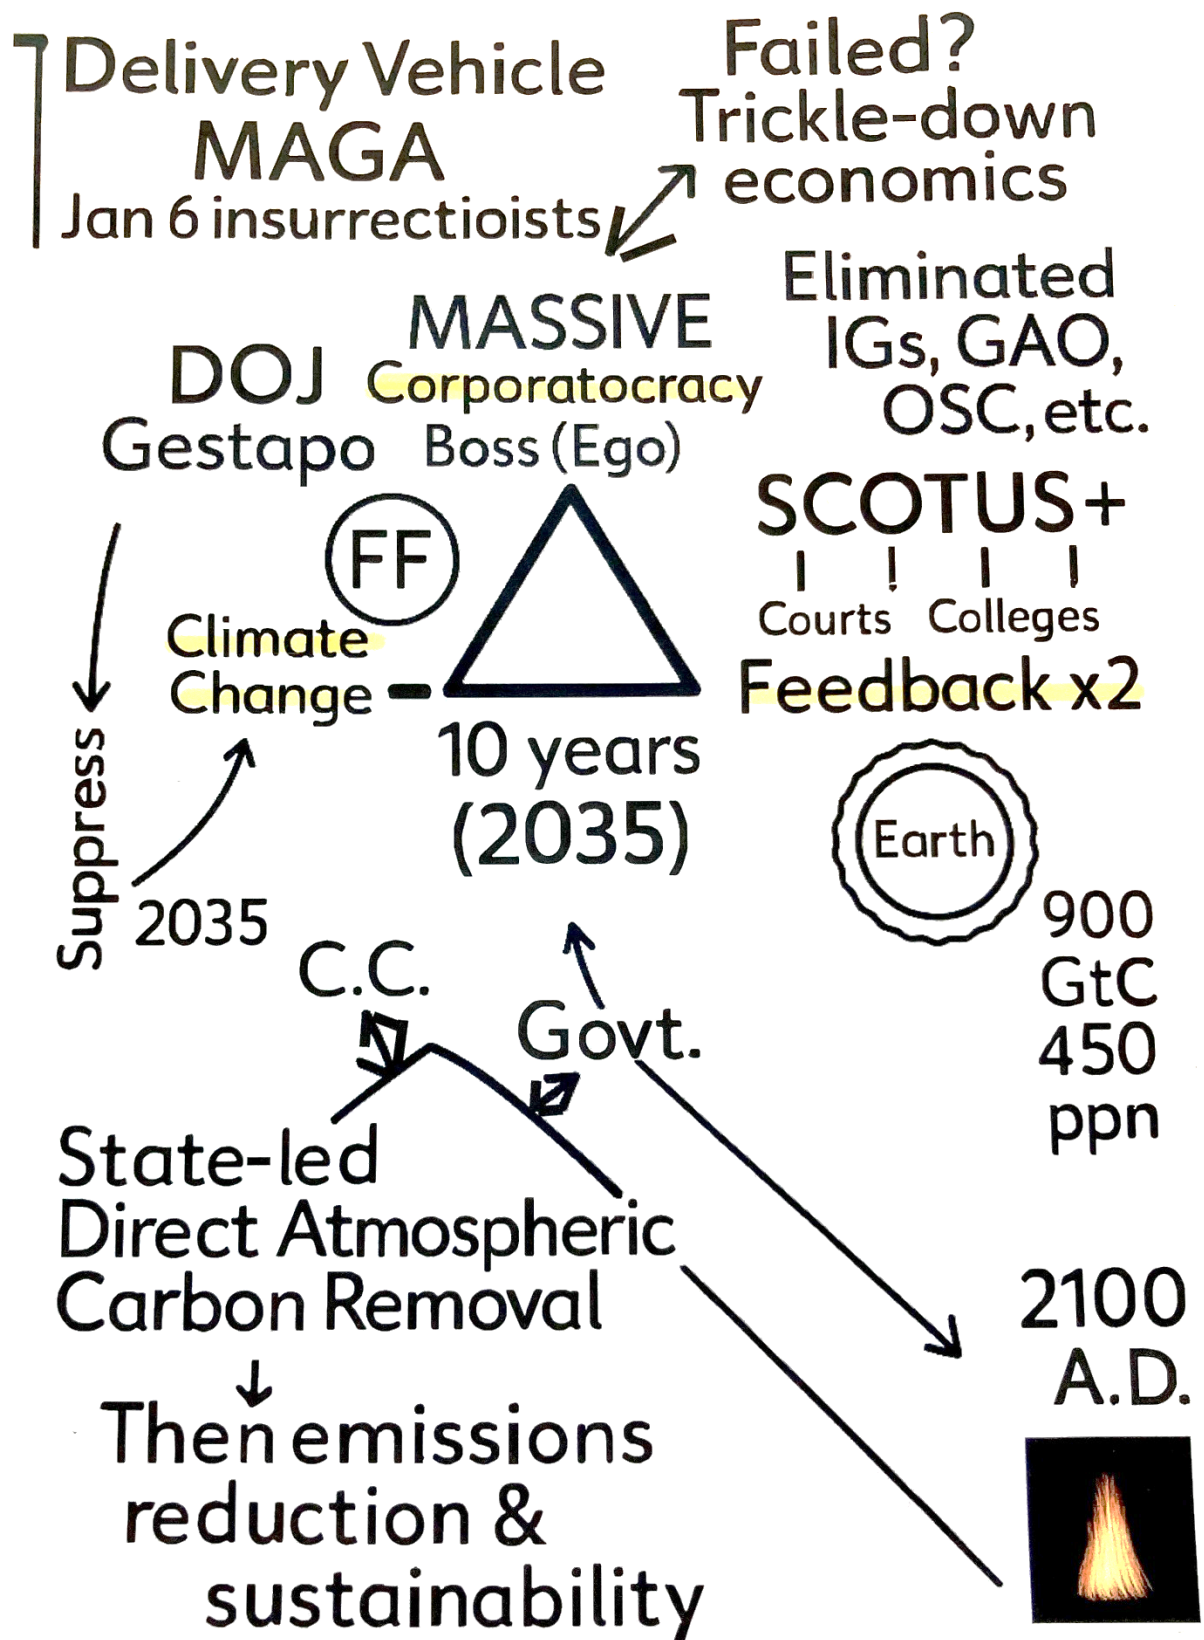 Delivery Vehicle
MAGA
Jan 6 insurrectioists
Failed?
Trickle-down
economics
Eliminated
IGs, GAO,
OSC, etc.
MASSIVE
Corporatocracy
Boss (Ego)
DOJ
Gestapo
FF
SCOTUS+
Courts Colleges
Feedback x2
Climate
Change
10 years
(2035)
Suppress
2035
Earth
900
GtC
450
ppn
C.C.
Govt.
State-led
Direct Atmospheric
Carbon Removal
Then emissions
reduction &
sustainability
2100
A.D.